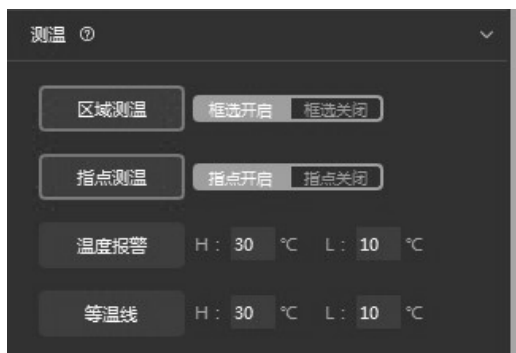 测温 ?
区域测温 框选开启 框选关闭
指点测温 指点开启 指点关闭
温度报警 H: 30 ℃ L: 10 ℃
等温线 H: 30 ℃ L: 10 ℃